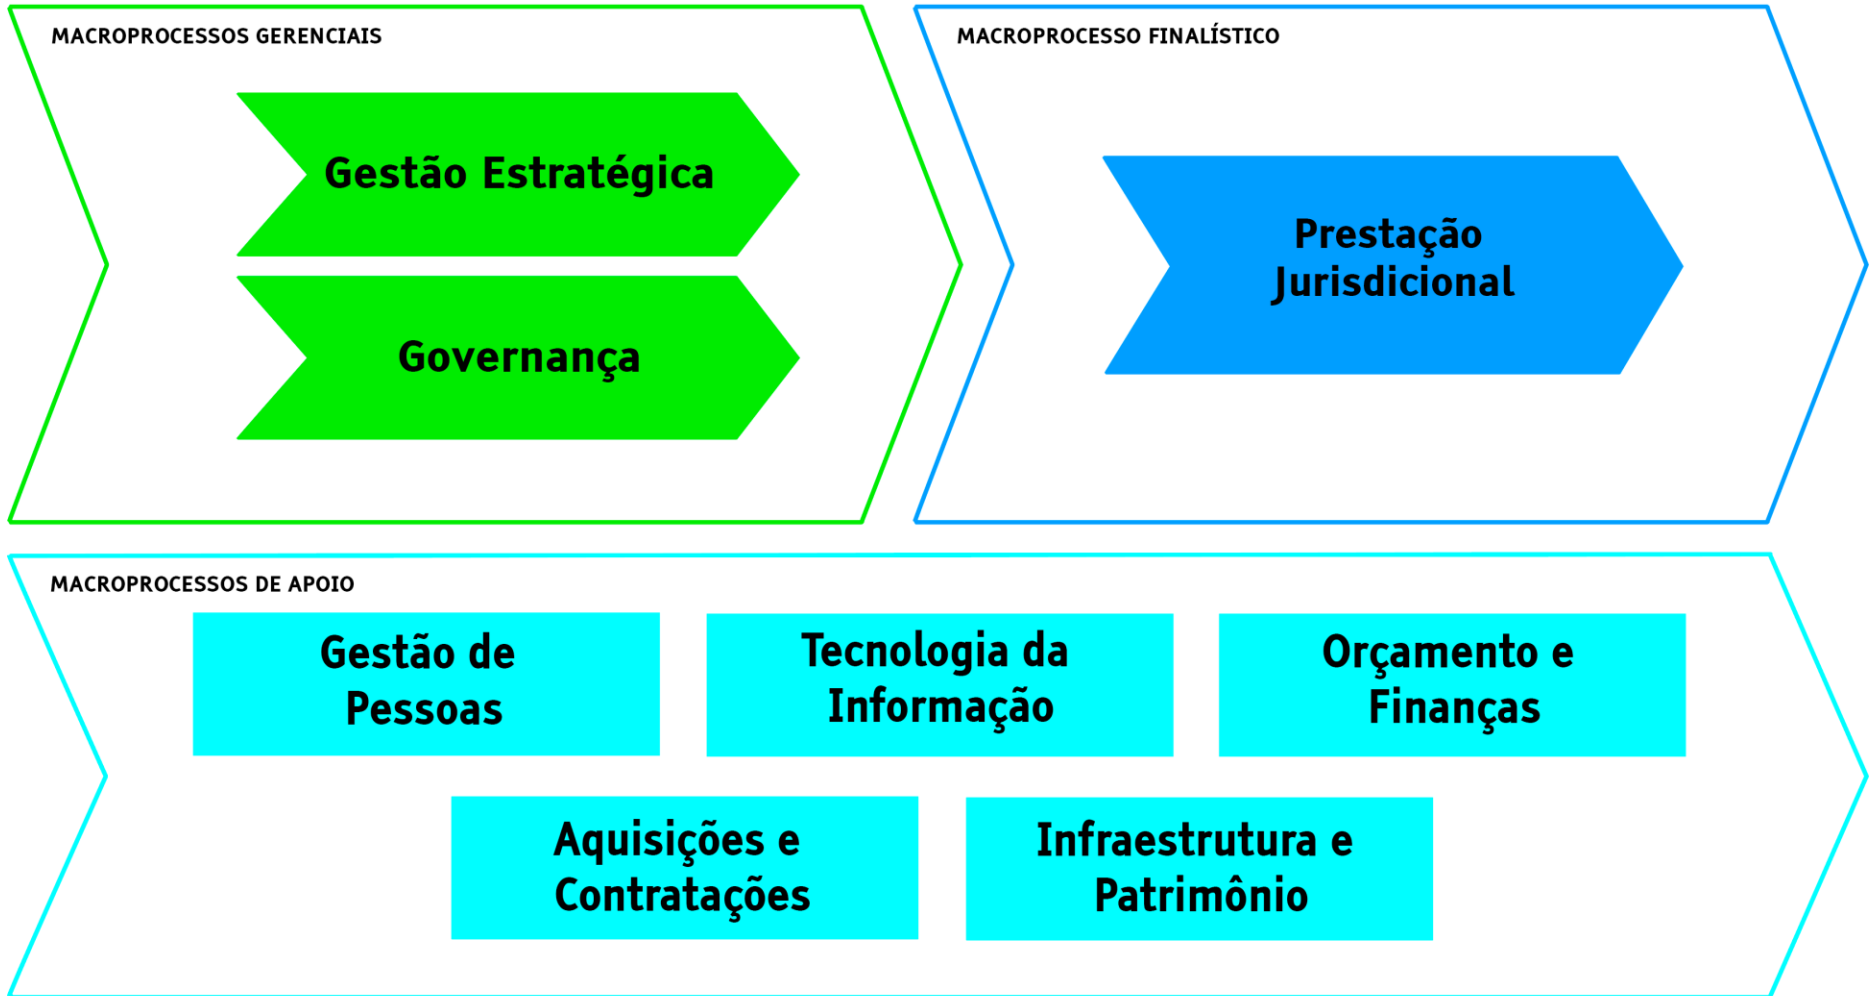 MACROPROCESSOS GERENCIAIS
Gestão Estratégica
Governança
MACROPROCESSO FINALÍSTICO
Prestação
Jurisdicional
MACROPROCESSOS DE APOIO
Gestão de
Pessoas
Tecnologia da
Informação
Orçamento e
Finanças
Aquisições e
Contratações
Infraestrutura e
Patrimônio